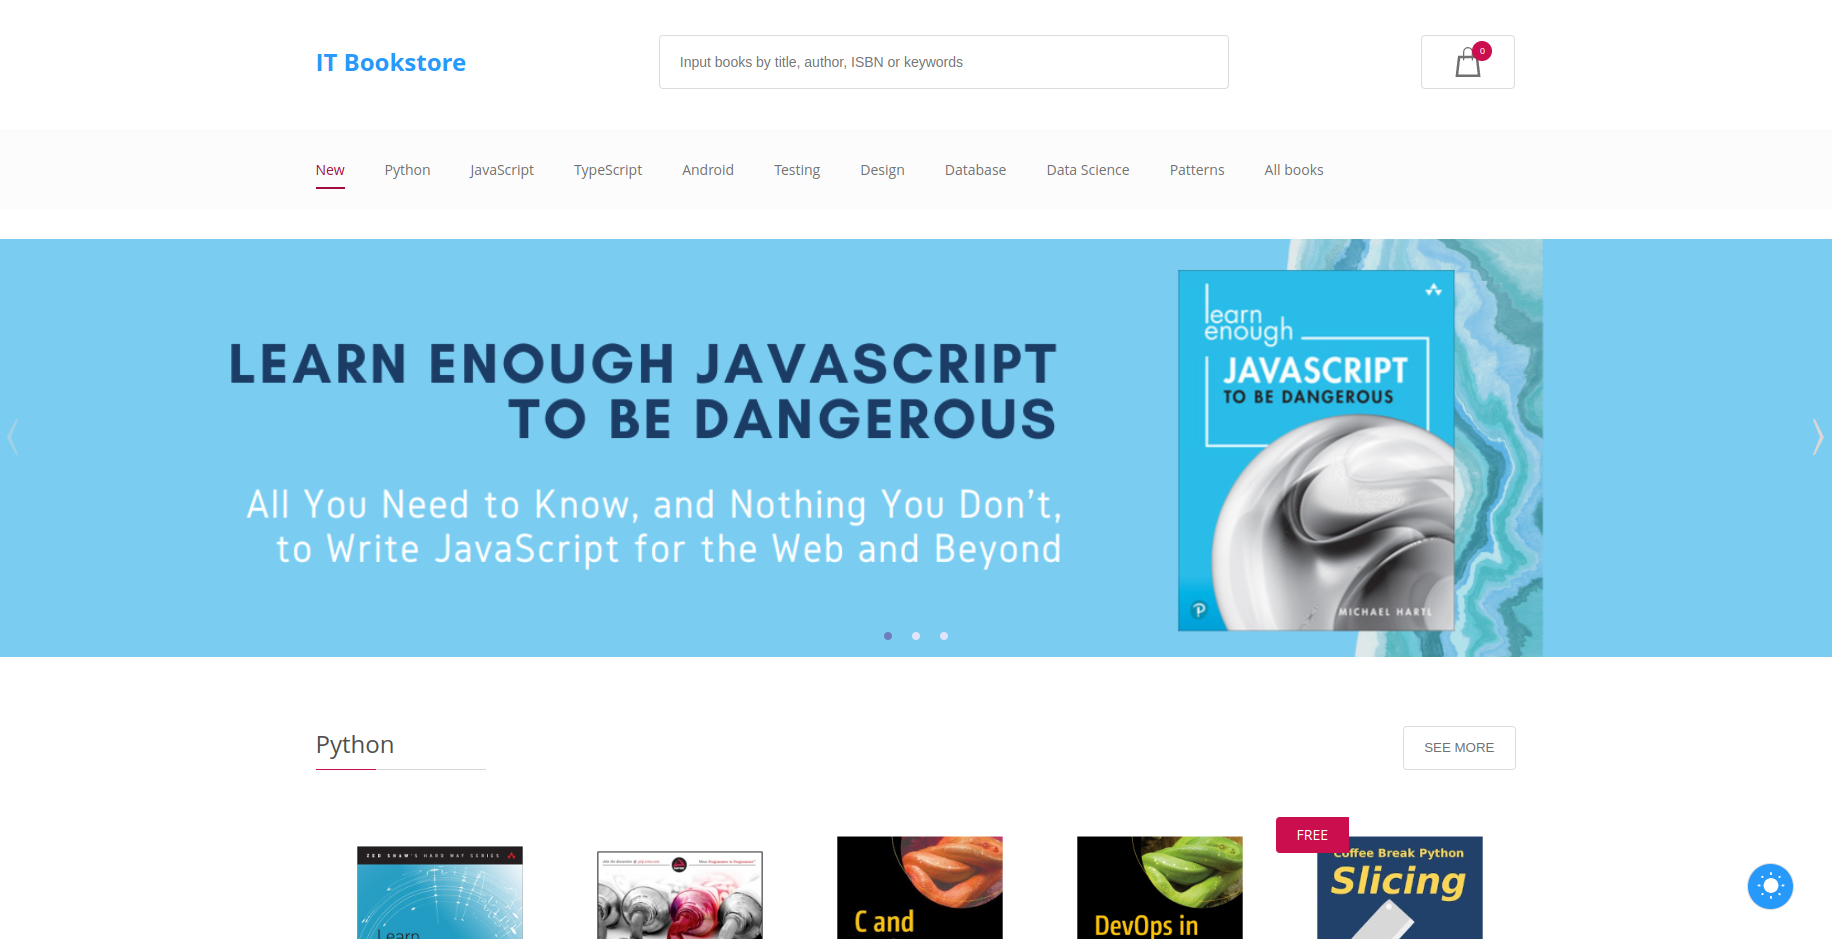 IT Bookstore
Input books by title, author, ISBN or keywords
0
New Python JavaScript TypeScript Android Testing Design Database Data Science Patterns All books
LEARN ENOUGH JAVASCRIPT
TO BE DANGEROUS
All You Need to Know, and Nothing You Don't,
to Write JavaScript for the Web and Beyond
learn
enough
JAVASCRIPT
TO BE DANGEROUS
MICHAEL HARTL
Python
SEE MORE
ZED SHAW'S HARD WAY SERIES
Learn
C and
DevOps in
FREE
Coffee Break Python
Slicing